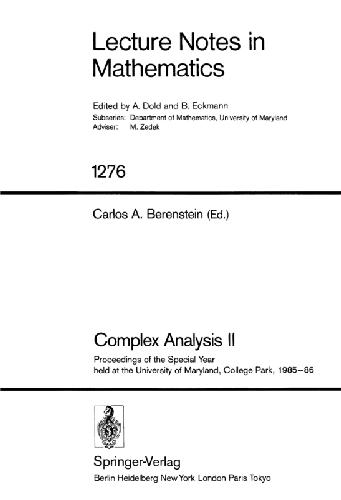 Lecture Notes in
Mathematics
Edited by A. Dold and B. Eckmann
Subseries: Department of Mathematics, University of Maryland
Adviser: M. Zedek
1276
Carlos A. Berenstein (Ed.)
Complex Analysis II
Proceedings of the Special Year
held at the University of Maryland, College Park, 1985–86
Springer-Verlag
Berlin Heidelberg New York London Paris Tokyo